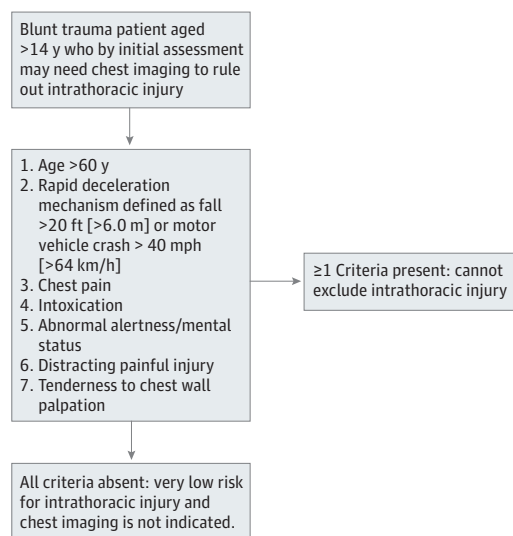 Blunt trauma patient aged
>14 y who by initial assessment
may need chest imaging to rule
out intrathoracic injury
1. Age >60 y
2. Rapid deceleration
mechanism defined as fall
>20 ft [>6.0 m] or motor
vehicle crash > 40 mph
[>64 km/h]
3. Chest pain
4. Intoxication
5. Abnormal alertness/mental
status
6. Distracting painful injury
7. Tenderness to chest wall
palpation
≥1 Criteria present: cannot
exclude intrathoracic injury
All criteria absent: very low risk
for intrathoracic injury and
chest imaging is not indicated.